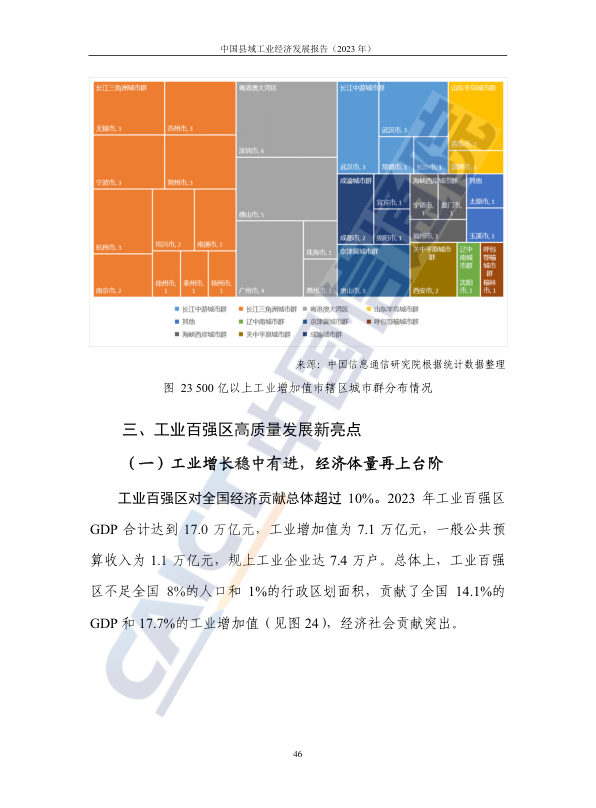 中国县域工业经济发展报告（2023 年）
长江三角洲城市群
粤港澳大湾区
长江中游城市群
山东半岛城市群
无锡市, 3
苏州市, 3
深圳市, 6
武汉市, 3
宁波市, 3
常州市, 3
武汉市, 3
常德市, 1
长沙市, 1
成渝城市群
海峡西岸城市群
其他
宜宾市, 1
宁德市, 1
厦门市, 1
太原市, 1
佛山市, 5
杭州市, 3
绍兴市, 2
南通市, 2
成都市, 2
绵阳市, 1
福州市, 1
玉溪市, 1
珠海市, 1
京津冀城市群
关中平原城市群
辽中南城市群
呼包鄂榆城市群
南京市, 2
徐州市, 1
泰州市, 1
扬州市, 1
广州市, 4
惠州市, 1
唐山市, 3
西安市, 2
沈阳市, 1
榆林市, 1
长江中游城市群 长江三角洲城市群 粤港澳大湾区 山东半岛城市群
其他 辽中南城市群 京津冀城市群 呼包鄂榆城市群
海峡西岸城市群 关中平原城市群 成渝城市群
来源：中国信息通信研究院根据统计数据整理
图 23 500 亿以上工业增加值市辖区城市群分布情况
三、工业百强区高质量发展新亮点
（一）工业增长稳中有进，经济体量再上台阶
工业百强区对全国经济贡献总体超过 10%。2023 年工业百强区
GDP 合计达到 17.0 万亿元，工业增加值为 7.1 万亿元，一般公共预
算收入为 1.1 万亿元，规上工业企业达 7.4 万户。总体上，工业百强
区不足全国 8%的人口和 1%的行政区划面积，贡献了全国 14.1%的
GDP 和 17.7%的工业增加值（见图 24），经济社会贡献突出。
CAICT 中国信通院
46